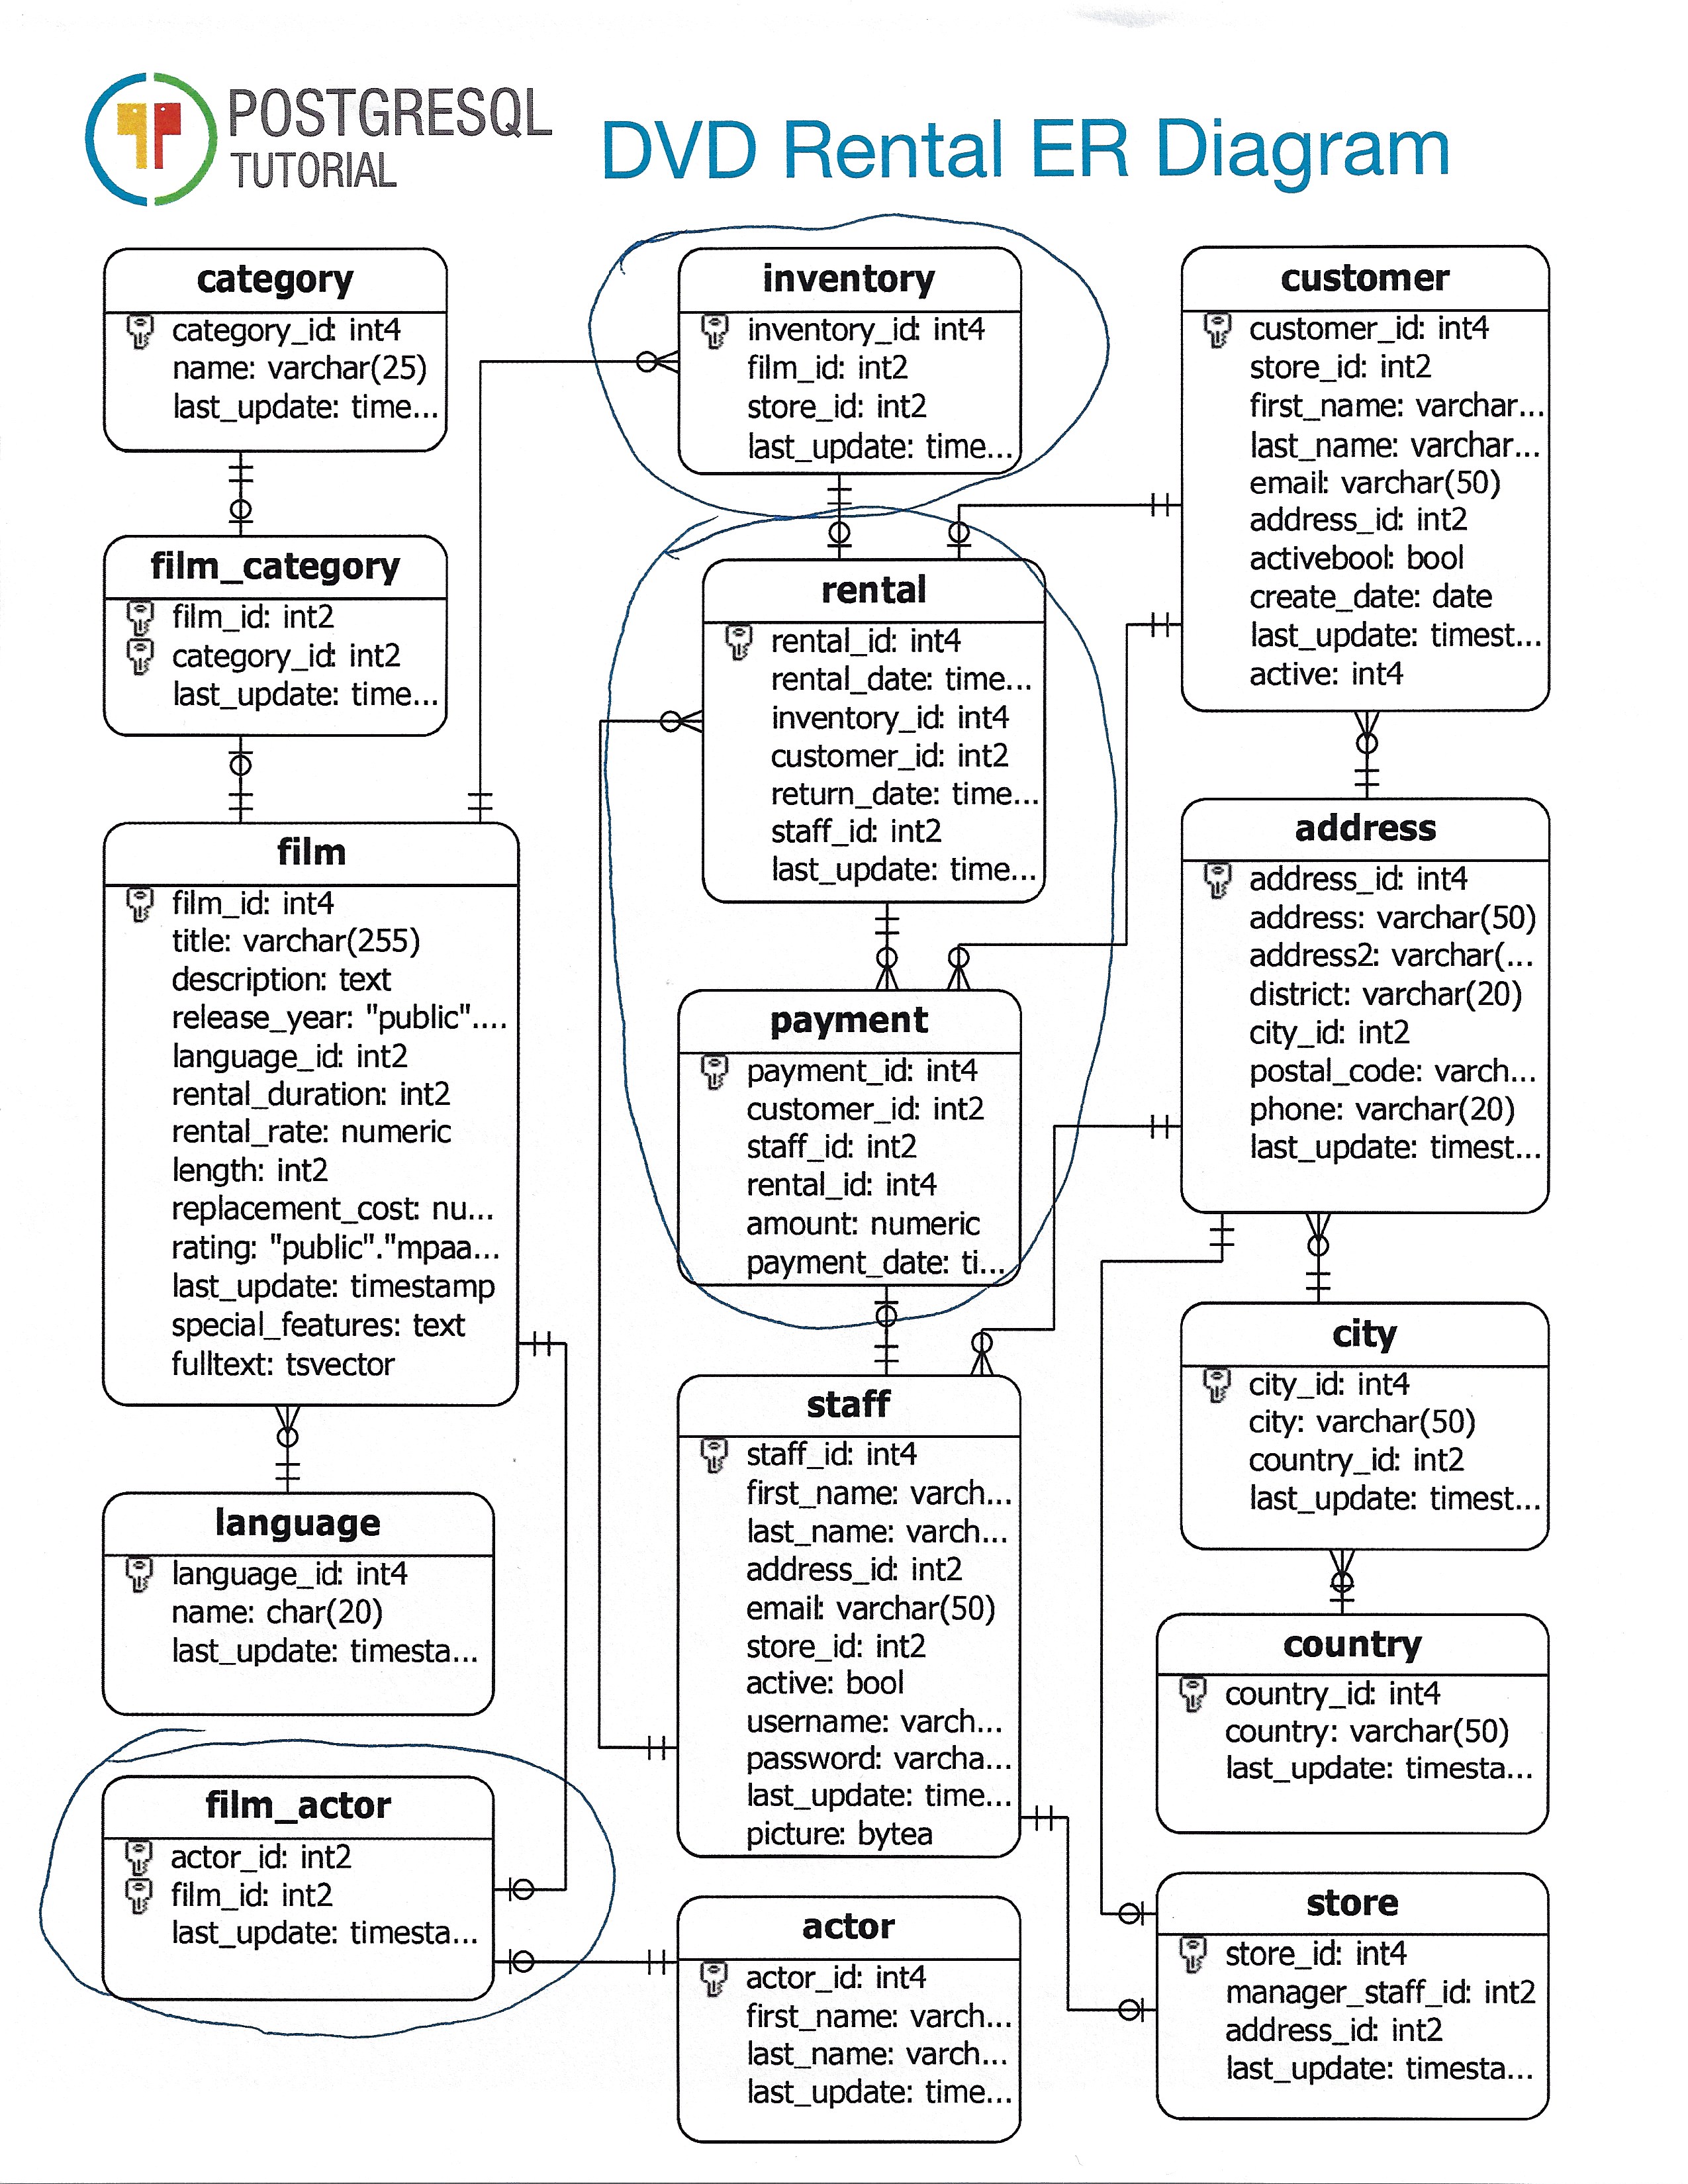 POSTGRESQL
TUTORIAL
DVD Rental ER Diagram
category
category_id: int4
name: varchar(25)
last_update: time...
film_category
film_id: int2
category_id: int2
last_update: time...
film
film_id: int4
title: varchar(255)
description: text
release_year: "public"....
language_id: int2
rental_duration: int2
rental_rate: numeric
length: int2
replacement_cost: nu...
rating: "public"."mpaa...
last_update: timestamp
special_features: text
fulltext: tsvector
language
language_id: int4
name: char(20)
last_update: timesta...
film_actor
actor_id: int2
film_id: int2
last_update: timesta...
inventory
inventory_id: int4
film_id: int2
store_id: int2
last_update: time...
rental
rental_id: int4
rental_date: time...
inventory_id: int4
customer_id: int2
return_date: time...
staff_id: int2
last_update: time...
payment
payment_id: int4
customer_id: int2
staff_id: int2
rental_id: int4
amount: numeric
payment_date: ti...
staff
staff_id: int4
first_name: varch...
last_name: varch...
address_id: int2
email: varchar(50)
store_id: int2
active: bool
username: varch...
password: varcha...
last_update: time...
picture: bytea
actor
actor_id: int4
first_name: varch...
last_name: varch...
last_update: time...
customer
customer_id: int4
store_id: int2
first_name: varchar...
last_name: varchar...
email: varchar(50)
address_id: int2
activebool: bool
create_date: date
last_update: timest...
active: int4
address
address_id: int4
address: varchar(50)
address2: varchar(...
district: varchar(20)
city_id: int2
postal_code: varch...
phone: varchar(20)
last_update: timest...
city
city_id: int4
city: varchar(50)
country_id: int2
last_update: timest...
country
country_id: int4
country: varchar(50)
last_update: timesta...
store
store_id: int4
manager_staff_id: int2
address_id: int2
last_update: timesta...